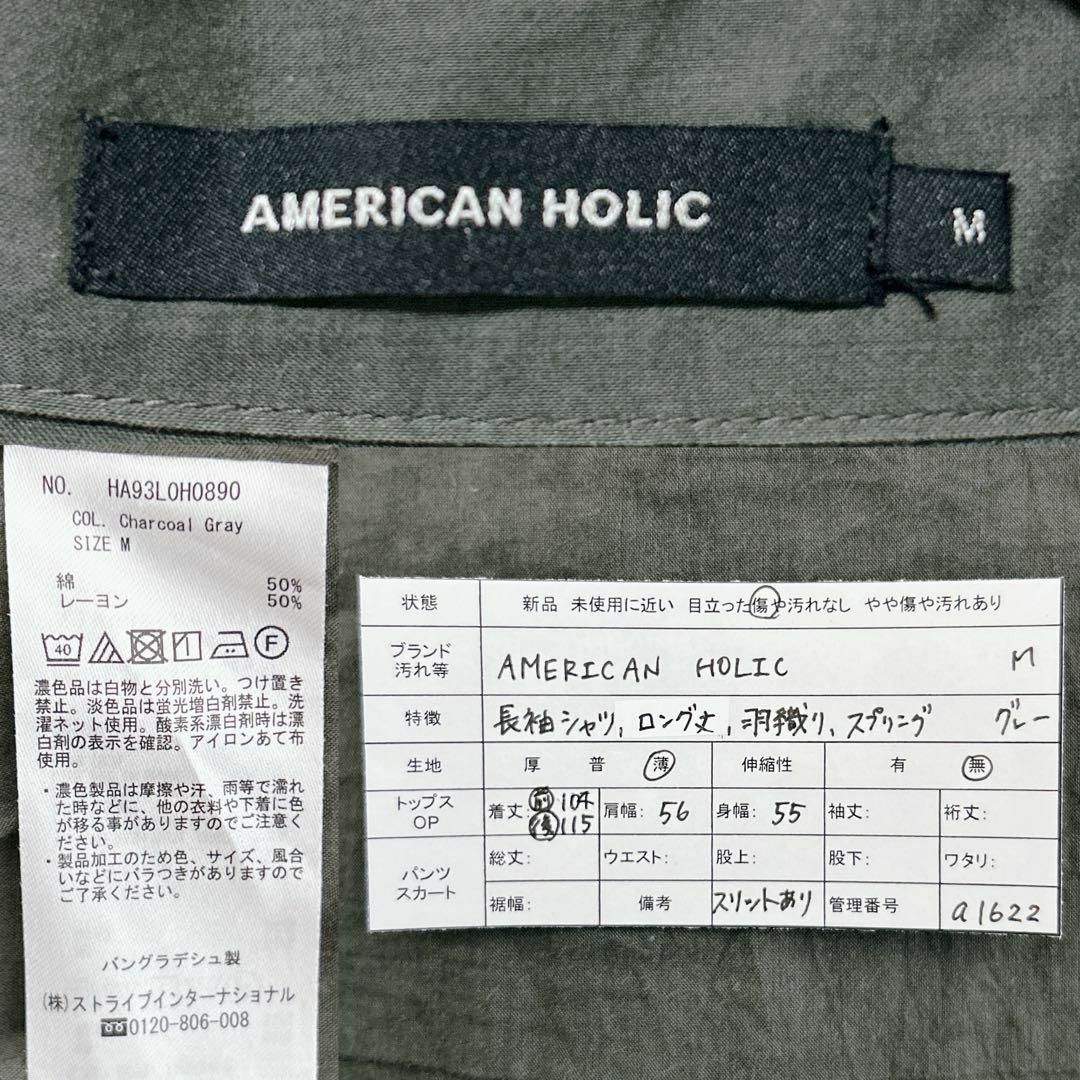 AMERICAN HOLIC
M
NO. HA93L0H0890
COL. Charcoal Gray
SIZE M
綿 50%
レーヨン 50%
40 F
濃色品は白物と分別洗い。つけ置き
禁止。淡色品は蛍光増白剤禁止。洗
濯ネット使用。酸素系漂白剤時は漂
白剤の表示を確認。アイロンあて布
使用。
・濃色製品は摩擦や汗、雨等で濡れ
た時などに、他の衣料や下着に色
が移る事がありますのでご注意く
ださい。
・製品加工のため色、サイズ、風合
いなどにバラつきがありますので
ご了承ください。
バングラデシュ製
(株)ストライプインターナショナル
0120-806-008
状態 新品 未使用に近い 目立った傷や汚れなし やや傷や汚れあり
ブランド
汚れ等 AMERICAN HOLIC M
特徴 長袖シャツ, ロング丈, 羽織り, スプリング グレー
生地 厚 普 薄 伸縮性 有 無
トップス
OP 着丈: 前104 後115 肩幅: 56 身幅: 55 袖丈: 裄丈:
パンツ
スカート 総丈: ウエスト: 股上: 股下: ワタリ:
裾幅: 備考 スリットあり 管理番号 a1622